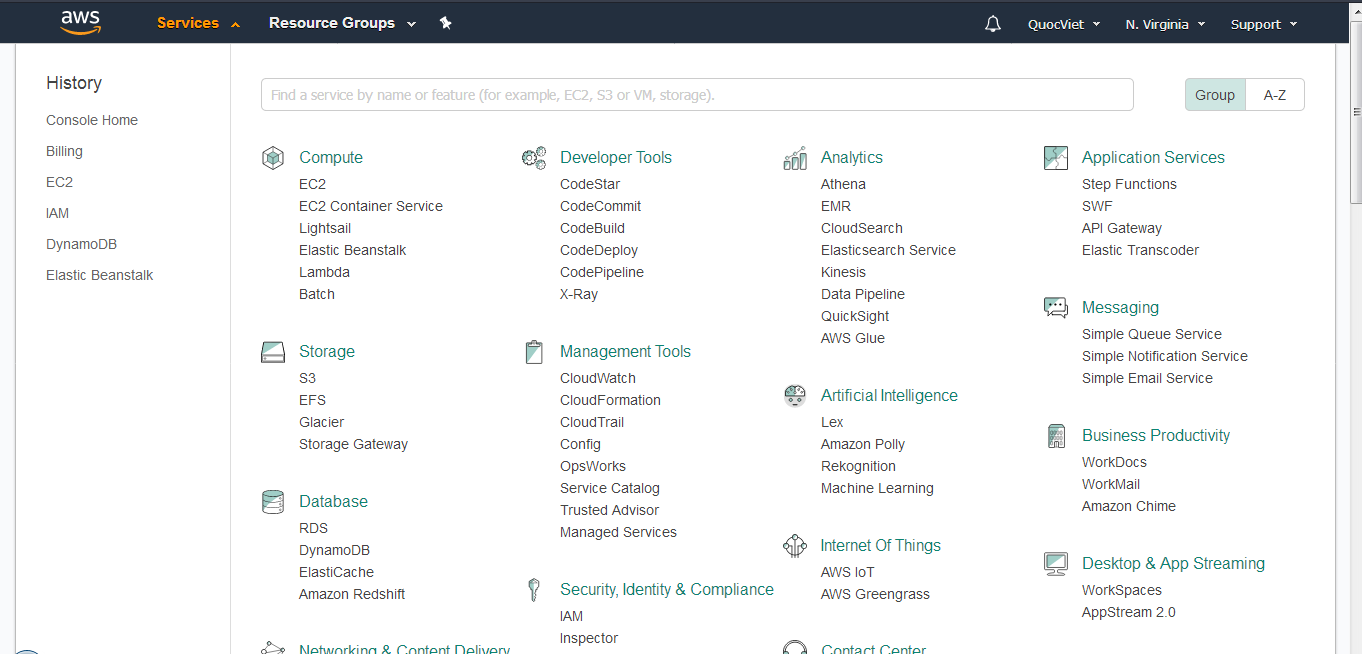 aws
Services
Resource Groups
QuocViet
N. Virginia
Support
History
Console Home
Billing
EC2
IAM
DynamoDB
Elastic Beanstalk
Find a service by name or feature (for example, EC2, S3 or VM, storage).
Group
A-Z
Compute
EC2
EC2 Container Service
Lightsail
Elastic Beanstalk
Lambda
Batch
Storage
S3
EFS
Glacier
Storage Gateway
Database
RDS
DynamoDB
ElastiCache
Amazon Redshift
Networking & Content Delivery
Developer Tools
CodeStar
CodeCommit
CodeBuild
CodeDeploy
CodePipeline
X-Ray
Management Tools
CloudWatch
CloudFormation
CloudTrail
Config
OpsWorks
Service Catalog
Trusted Advisor
Managed Services
Security, Identity & Compliance
IAM
Inspector
Analytics
Athena
EMR
CloudSearch
Elasticsearch Service
Kinesis
Data Pipeline
QuickSight
AWS Glue
Artificial Intelligence
Lex
Amazon Polly
Rekognition
Machine Learning
Internet Of Things
AWS IoT
AWS Greengrass
Contact Center
Application Services
Step Functions
SWF
API Gateway
Elastic Transcoder
Messaging
Simple Queue Service
Simple Notification Service
Simple Email Service
Business Productivity
WorkDocs
WorkMail
Amazon Chime
Desktop & App Streaming
WorkSpaces
AppStream 2.0